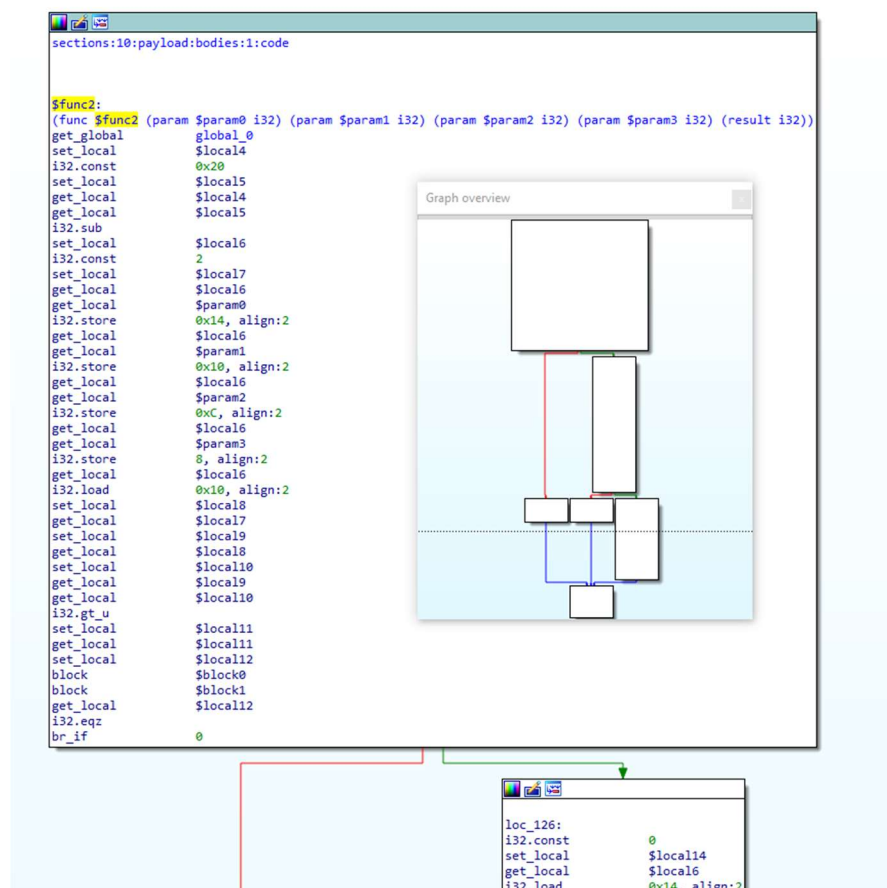 sections:10:payload:bodies:1:code
$func2:
(func $func2 (param $param0 i32) (param $param1 i32) (param $param2 i32) (param $param3 i32) (result i32))
get_global global_0
set_local $local4
i32.const 0x20
set_local $local5
get_local $local4
get_local $local5
i32.sub
set_local $local6
i32.const 2
set_local $local7
get_local $local6
get_local $param0
i32.store 0x14, align:2
get_local $local6
get_local $param1
i32.store 0x10, align:2
get_local $local6
get_local $param2
i32.store 0xC, align:2
get_local $local6
get_local $param3
i32.store 8, align:2
get_local $local6
i32.load 0x10, align:2
set_local $local8
get_local $local7
set_local $local9
get_local $local8
set_local $local10
get_local $local9
get_local $local10
i32.gt_u
set_local $local11
get_local $local11
set_local $local12
block $block0
block $block1
get_local $local12
i32.eqz
br_if 0
Graph overview
loc_126:
i32.const 0
set_local $local14
get_local $local6
i32.load 0x14, align:2